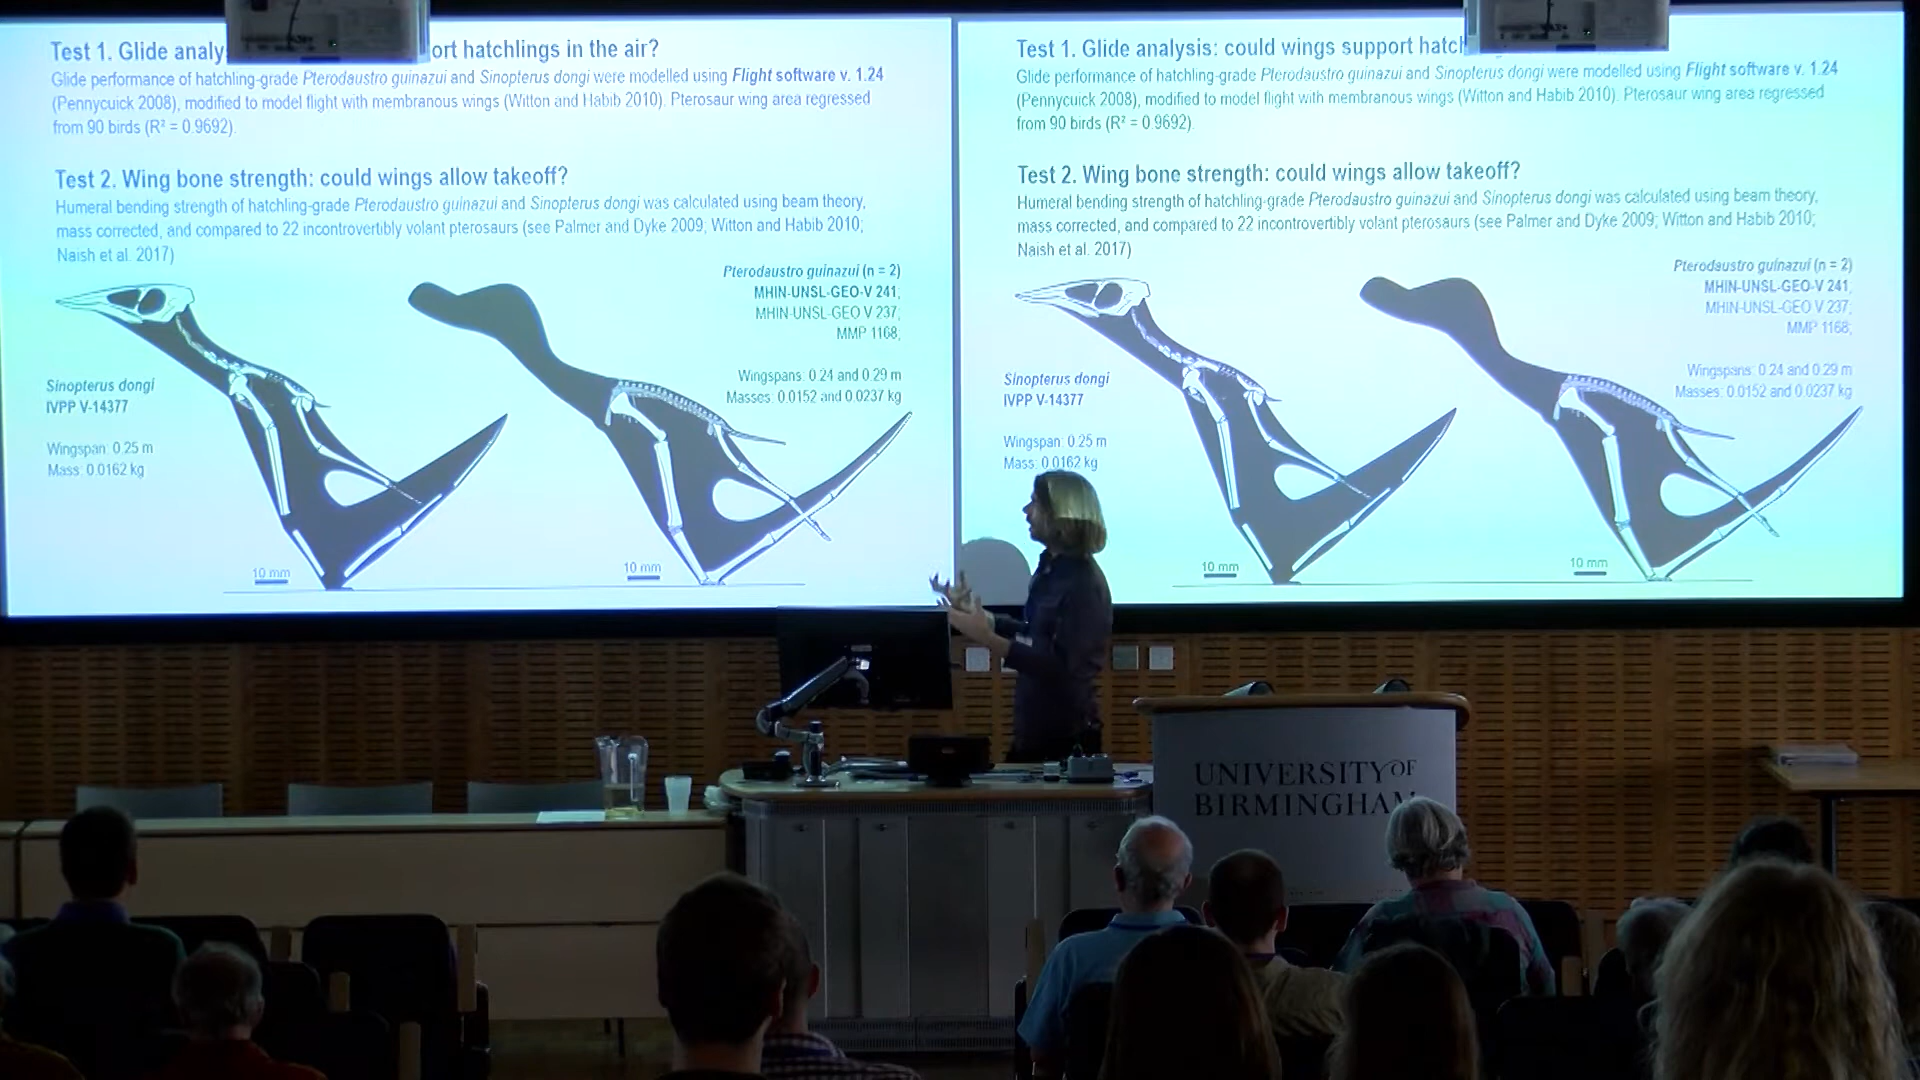 Test 1. Glide analy ort hatchlings in the air?
Glide performance of hatchling-grade Pterodaustro guinazui and Sinopterus dongi were modelled using Flight software v. 1.24
(Pennycuick 2008), modified to model flight with membranous wings (Witton and Habib 2010). Pterosaur wing area regressed
from 90 birds (R² = 0.9692).
Test 2. Wing bone strength: could wings allow takeoff?
Humeral bending strength of hatchling-grade Pterodaustro guinazui and Sinopterus dongi was calculated using beam theory,
mass corrected, and compared to 22 incontrovertibly volant pterosaurs (see Palmer and Dyke 2009; Witton and Habib 2010;
Naish et al. 2017)
Pterodaustro guinazui (n = 2)
MHIN-UNSL-GEO-V 241;
MHIN-UNSL-GEO V 237;
MMP 1168;
Wingspans: 0.24 and 0.29 m
Masses: 0.0152 and 0.0237 kg
Sinopterus dongi
IVPP V-14377
Wingspan: 0.25 m
Mass: 0.0162 kg
10 mm
10 mm
Test 1. Glide analysis: could wings support hatcl
Glide performance of hatchling-grade Pterodaustro guinazui and Sinopterus dongi were modelled using Flight software v. 1.24
(Pennycuick 2008), modified to model flight with membranous wings (Witton and Habib 2010). Pterosaur wing area regressed
from 90 birds (R² = 0.9692).
Test 2. Wing bone strength: could wings allow takeoff?
Humeral bending strength of hatchling-grade Pterodaustro guinazui and Sinopterus dongi was calculated using beam theory,
mass corrected, and compared to 22 incontrovertibly volant pterosaurs (see Palmer and Dyke 2009; Witton and Habib 2010;
Naish et al. 2017)
Pterodaustro guinazui (n = 2)
MHIN-UNSL-GEO-V 241;
MHIN-UNSL-GEO V 237;
MMP 1168;
Wingspans: 0.24 and 0.29 m
Masses: 0.0152 and 0.0237 kg
Sinopterus dongi
IVPP V-14377
Wingspan: 0.25 m
Mass: 0.0162 kg
10 mm
10 mm
UNIVERSITY OF
BIRMINGHAM